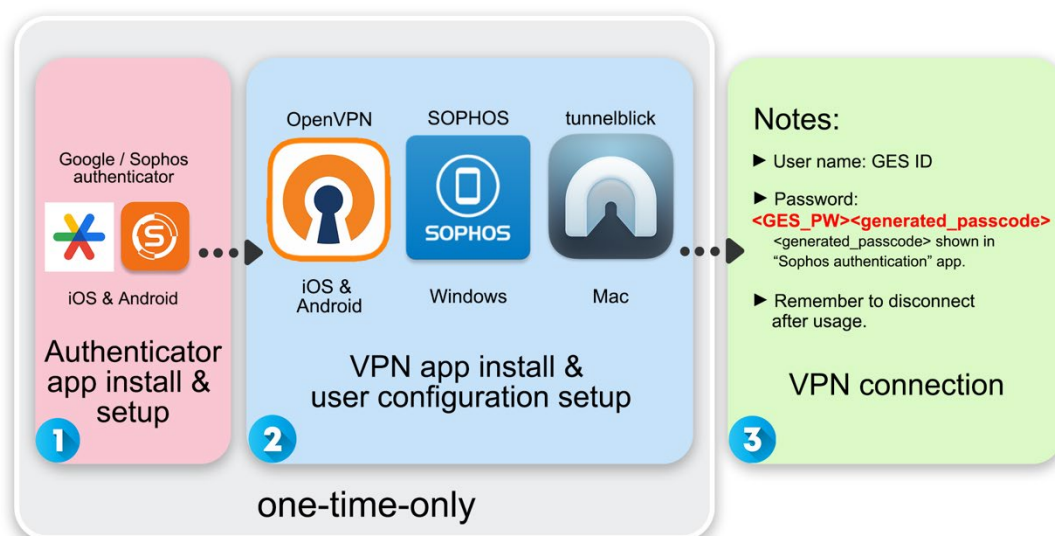 Google / Sophos
authenticator
S
iOS & Android
Authenticator
app install &
setup
1
OpenVPN
iOS &
Android
SOPHOS
SOPHOS
Windows
tunnelblick
Mac
VPN app install &
user configuration setup
2
one-time-only
Notes:
► User name: GES ID
► Password:
<GES_PW><generated_passcode>
<generated_passcode> shown in
“Sophos authentication” app.
► Remember to disconnect
after usage.
VPN connection
3